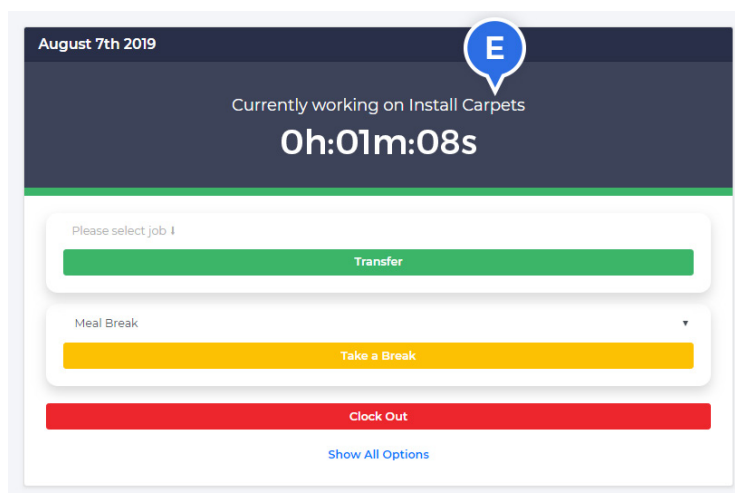 August 7th 2019
E
Currently working on Install Carpets
0h:01m:08s
Please select job ⬇
Transfer
Meal Break ▼
Take a Break
Clock Out
Show All Options